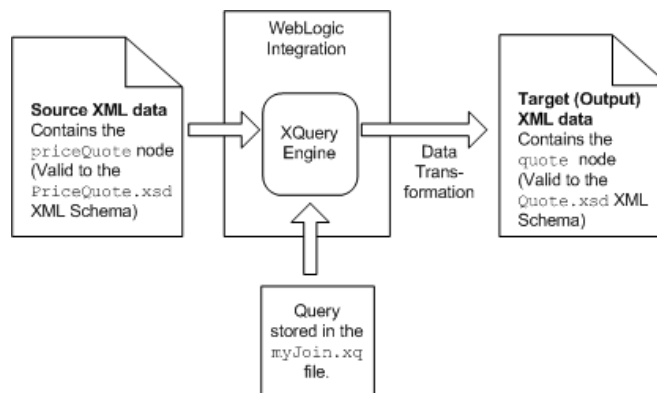 WebLogic
Integration
Source XML data
Contains the
priceQuote node
(Valid to the
PriceQuote.xsd
XML Schema)
XQuery
Engine
Data
Trans-
formation
Target (Output)
XML data
Contains the
quote node
(Valid to the
Quote.xsd XML
Schema)
Query
stored in the
myJoin.xq
file.